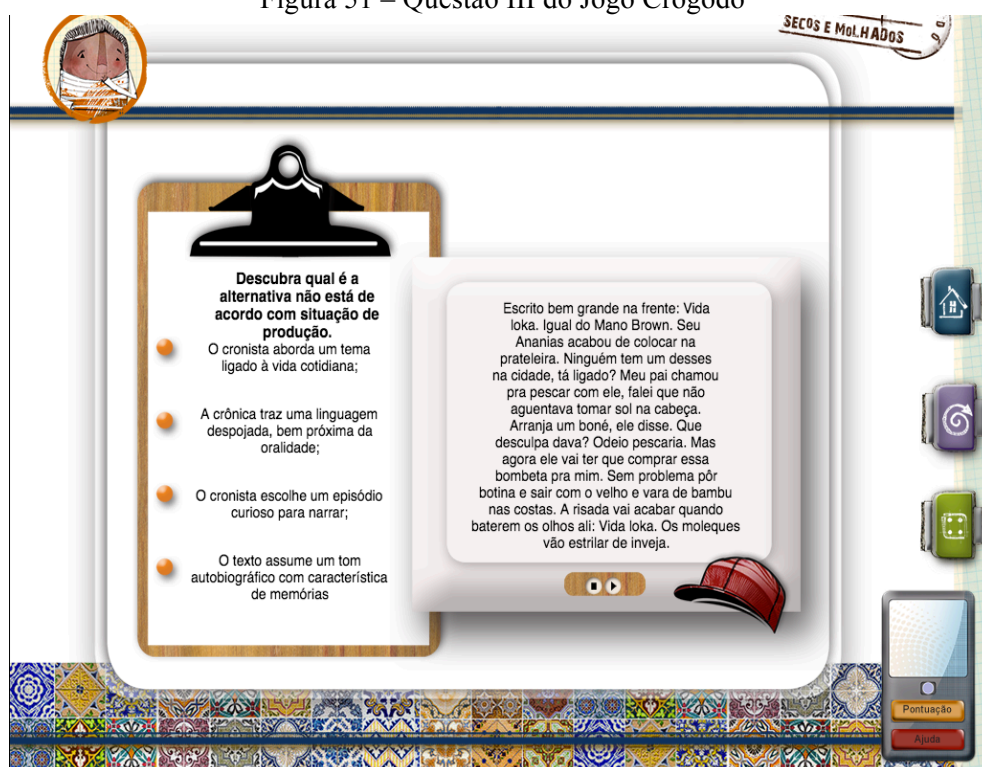 Figura 31 – Questão III do Jogo Crogodó
SECOS E MOLHADOS
Descubra qual é a
alternativa não está de
acordo com situação de
produção.
O cronista aborda um tema
ligado à vida cotidiana;
A crônica traz uma linguagem
despojada, bem próxima da
oralidade;
O cronista escolhe um episódio
curioso para narrar;
O texto assume um tom
autobiográfico com característica
de memórias
Escrito bem grande na frente: Vida
loka. Igual do Mano Brown. Seu
Ananias acabou de colocar na
prateleira. Ninguém tem um desses
na cidade, tá ligado? Meu pai chamou
pra pescar com ele, falei que não
aguentava tomar sol na cabeça.
Arranja um boné, ele disse. Que
desculpa dava? Odeio pescaria. Mas
agora ele vai ter que comprar essa
bombeta pra mim. Sem problema pôr
botina e sair com o velho e vara de bambu
nas costas. A risada vai acabar quando
baterem os olhos ali: Vida loka. Os moleques
vão estrilar de inveja.
Pontuação
Ajuda